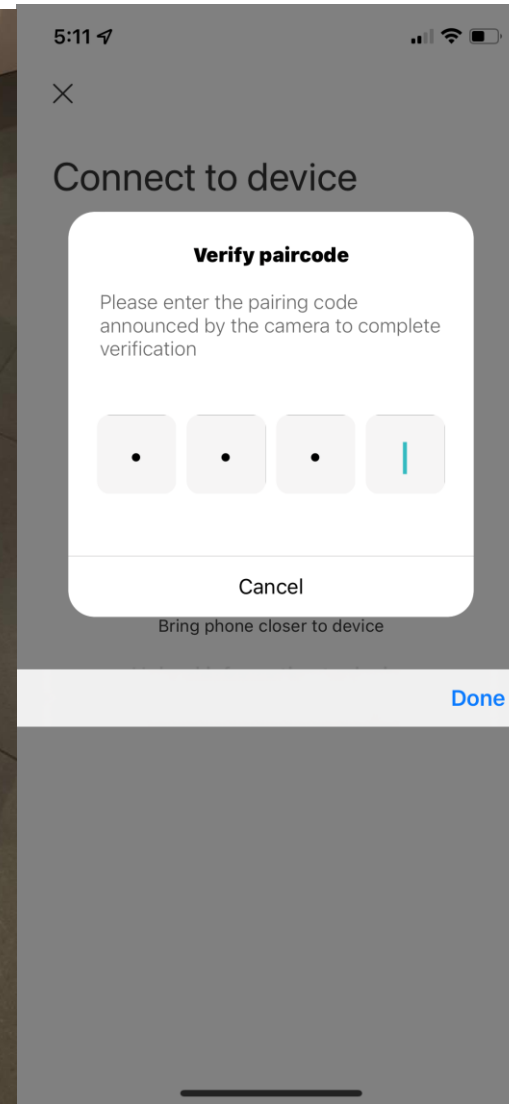 5:11
Connect to device
Verify paircode
Please enter the pairing code
announced by the camera to complete
verification
Cancel
Bring phone closer to device
Done